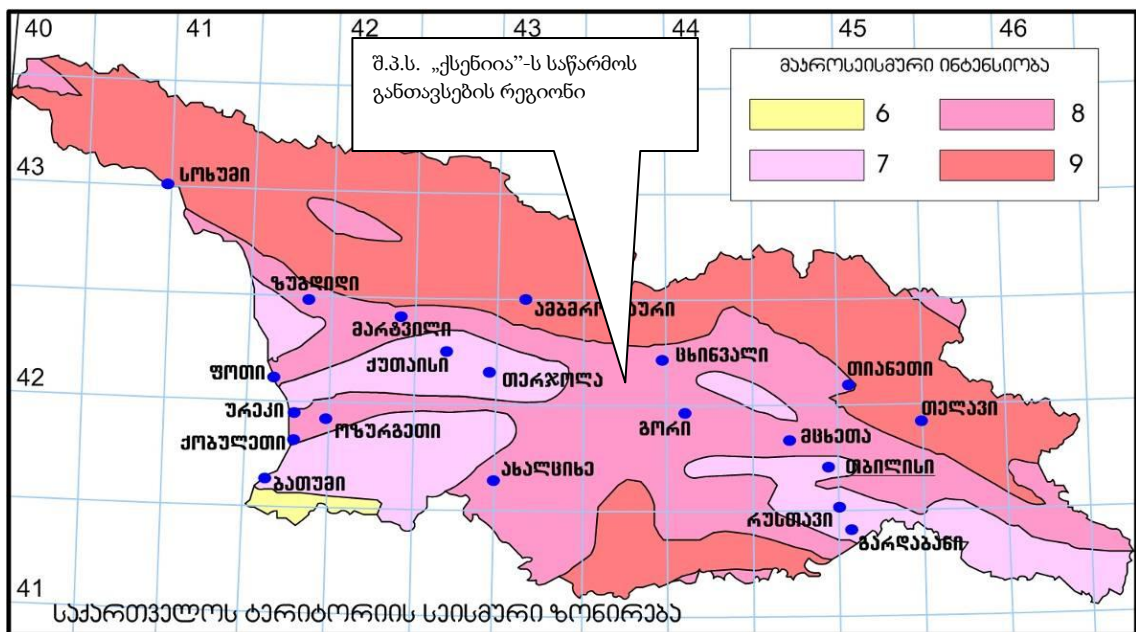 40 41 42 43 44 45 46
შ.პ.ს. „ქსენიია”-ს საწარმოს
განთავსების რეგიონი
მაკროსეისმური ინტენსიობა
6 8
7 9
43
სოხუმი
ზუგდიდი
მარტვილი
ქუთაისი
თერჯოლა
ცხინვალი
თიანეთი
42
ფოთი
ურეკი
ოზურგეთი
ქობულეთი
გორი
მცხეთა
თელავი
ახალციხე
თბილისი
ბათუმი
რუსთავი
გარდაბანი
41
საქართველოს ტერიტორიის სეისმური ზონირება